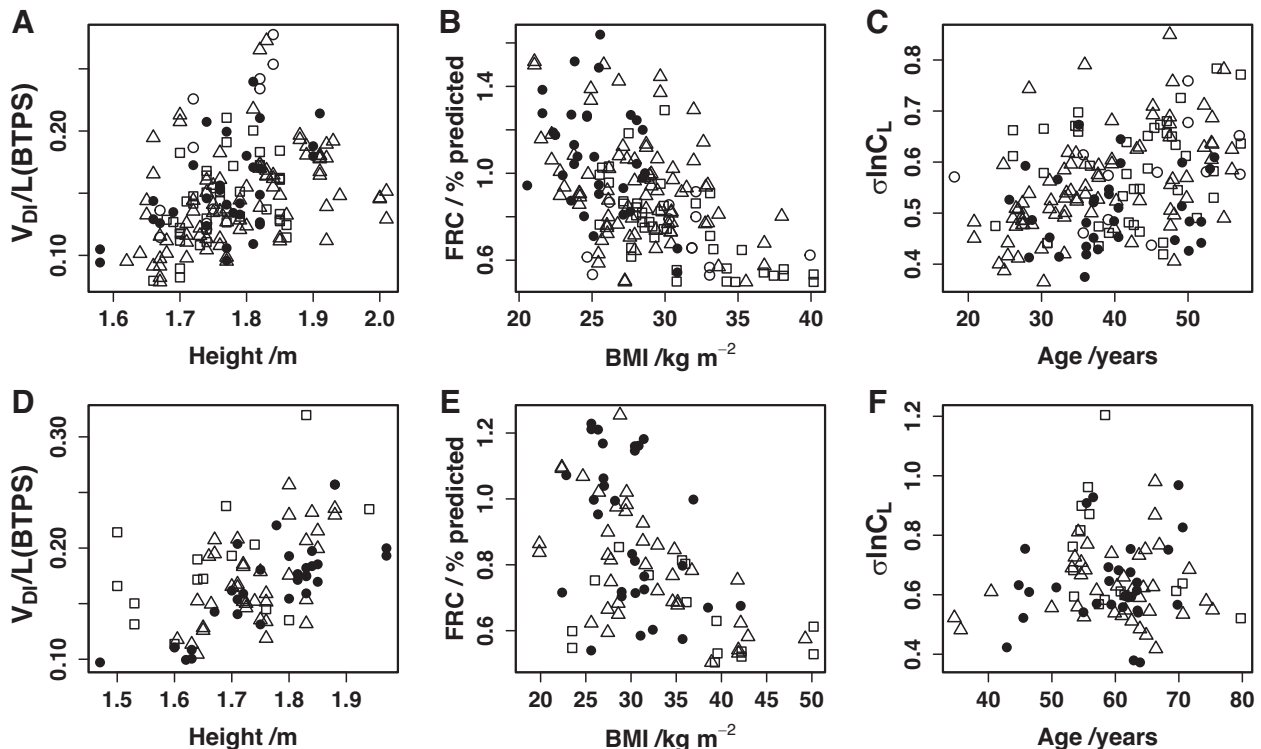 A
V_DI/L(BTPS)
0.10
0.20
1.6 1.7 1.8 1.9 2.0
Height /m
B
FRC / % predicted
0.6
1.0
1.4
20 25 30 35 40
BMI /kg m⁻²
C
σlnC_L
0.4
0.5
0.6
0.7
0.8
20 30 40 50
Age /years
D
V_DI/L(BTPS)
0.10
0.20
0.30
1.5 1.6 1.7 1.8 1.9
Height /m
E
FRC / % predicted
0.6
0.8
1.0
1.2
20 25 30 35 40 45 50
BMI /kg m⁻²
F
σlnC_L
0.4
0.6
0.8
1.0
1.2
40 50 60 70 80
Age /years